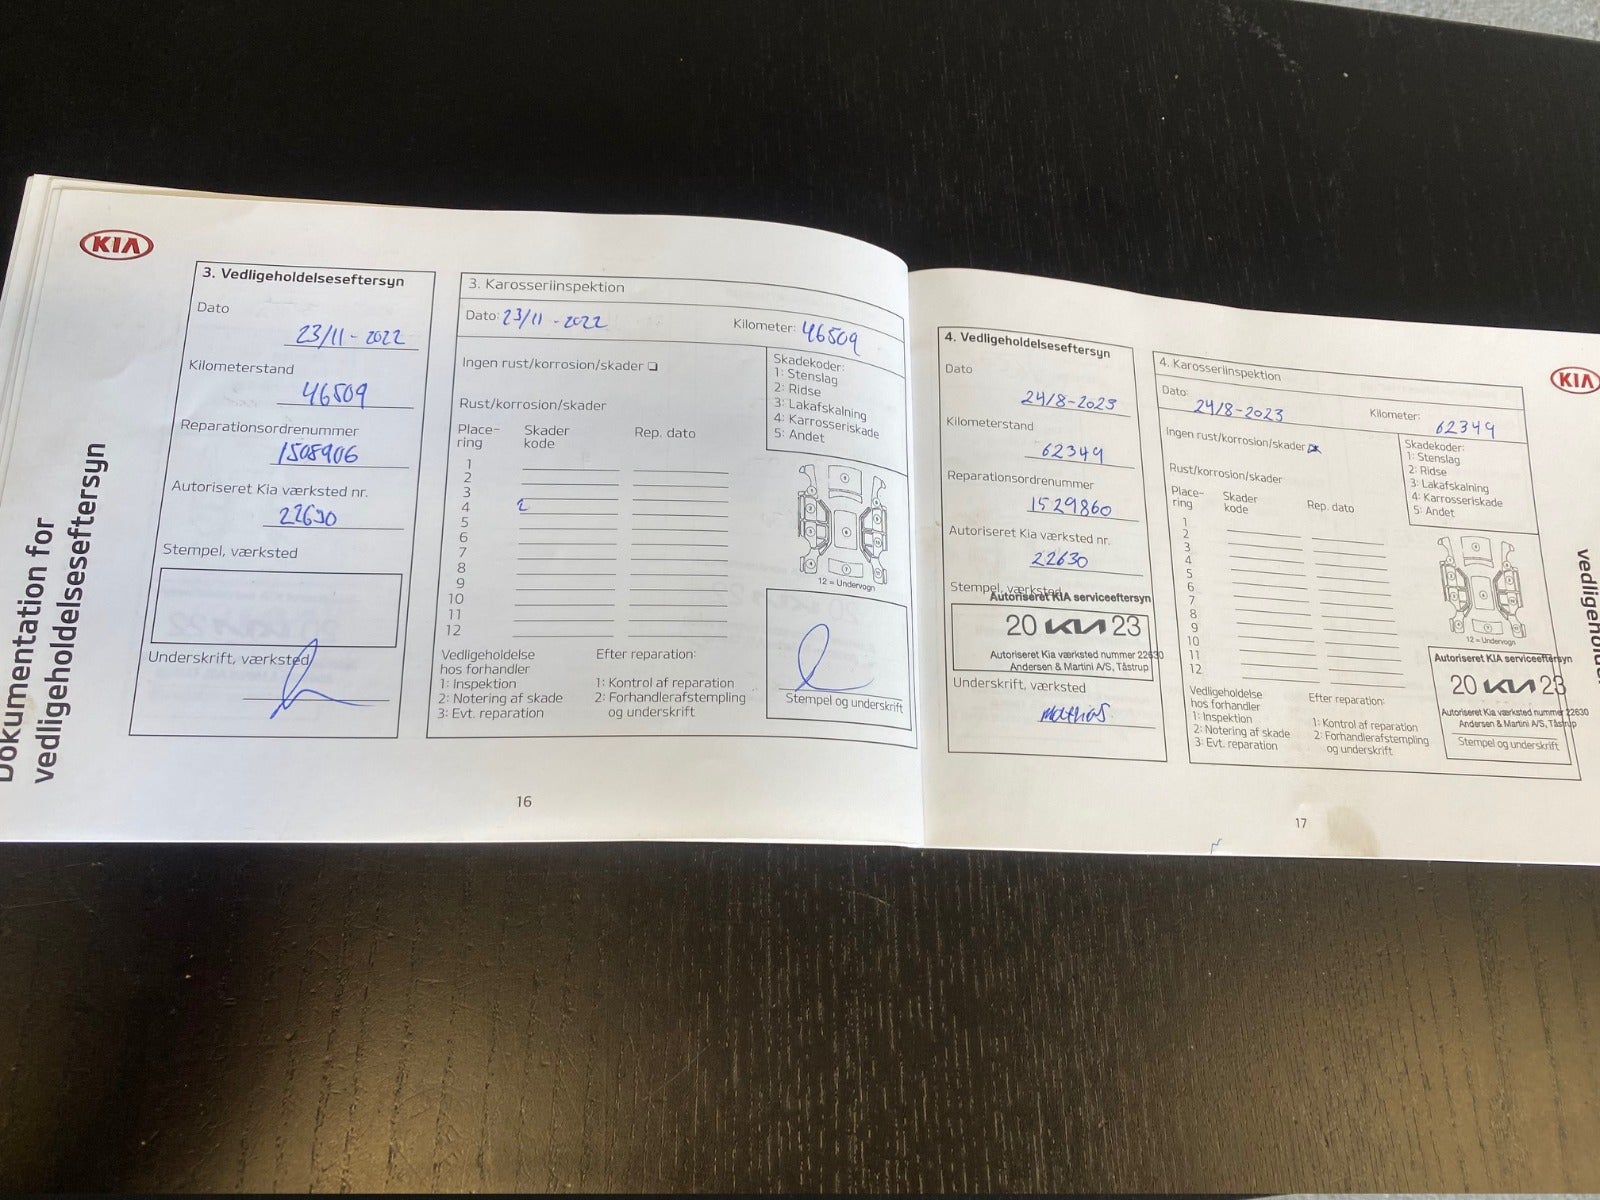 Dokumentation for
vedligeholdelseseftersyn
KIA
3. Vedligeholdelseseftersyn
Dato
23/11 - 2022
Kilometerstand
46509
Reparationsordrenummer
1508906
Autoriseret Kia værksted nr.
22630
Stempel, værksted
Underskrift, værksted
3. Karosseriinspektion
Dato: 23/11 - 2022
Kilometer: 46509
Ingen rust/korrosion/skader
Rust/korrosion/skader
Place-
ring
Skader
kode
Rep. dato
1
2
3
4 2
5
6
7
8
9
10
11
12
Skadekoder:
1: Stenslag
2: Ridse
3: Lakafskalning
4: Karrosseriskade
5: Andet
12 = Undervogn
Vedligeholdelse
hos forhandler
1: Inspektion
2: Notering af skade
3: Evt. reparation
Efter reparation:
1: Kontrol af reparation
2: Forhandlerafstempling
og underskrift
Stempel og underskrift
16
4. Vedligeholdelseseftersyn
Dato
24/8-2023
Kilometerstand
62349
Reparationsordrenummer
1529860
Autoriseret Kia værksted nr.
22630
Stempel, værksted
Autoriseret KIA serviceeftersyn
20 KIA 23
Autoriseret Kia værksted nummer 22630
Andersen & Martini A/S, Tåstrup
Underskrift, værksted
Mathias
4. Karosseriinspektion
Dato: 24/8-2023
Kilometer: 62349
Ingen rust/korrosion/skader
Rust/korrosion/skader
Place-
ring
Skader
kode
Rep. dato
1
2
3
4
5
6
7
8
9
10
11
12
Skadekoder:
1: Stenslag
2: Ridse
3: Lakafskalning
4: Karrosseriskade
5: Andet
12 = Undervogn
Vedligeholdelse
hos forhandler
1: Inspektion
2: Notering af skade
3: Evt. reparation
Efter reparation:
1: Kontrol af reparation
2: Forhandlerafstempling
og underskrift
Autoriseret KIA serviceeftersyn
20 KIA 23
Autoriseret Kia værksted nummer 22630
Andersen & Martini A/S, Tåstrup
Stempel og underskrift
17
KIA